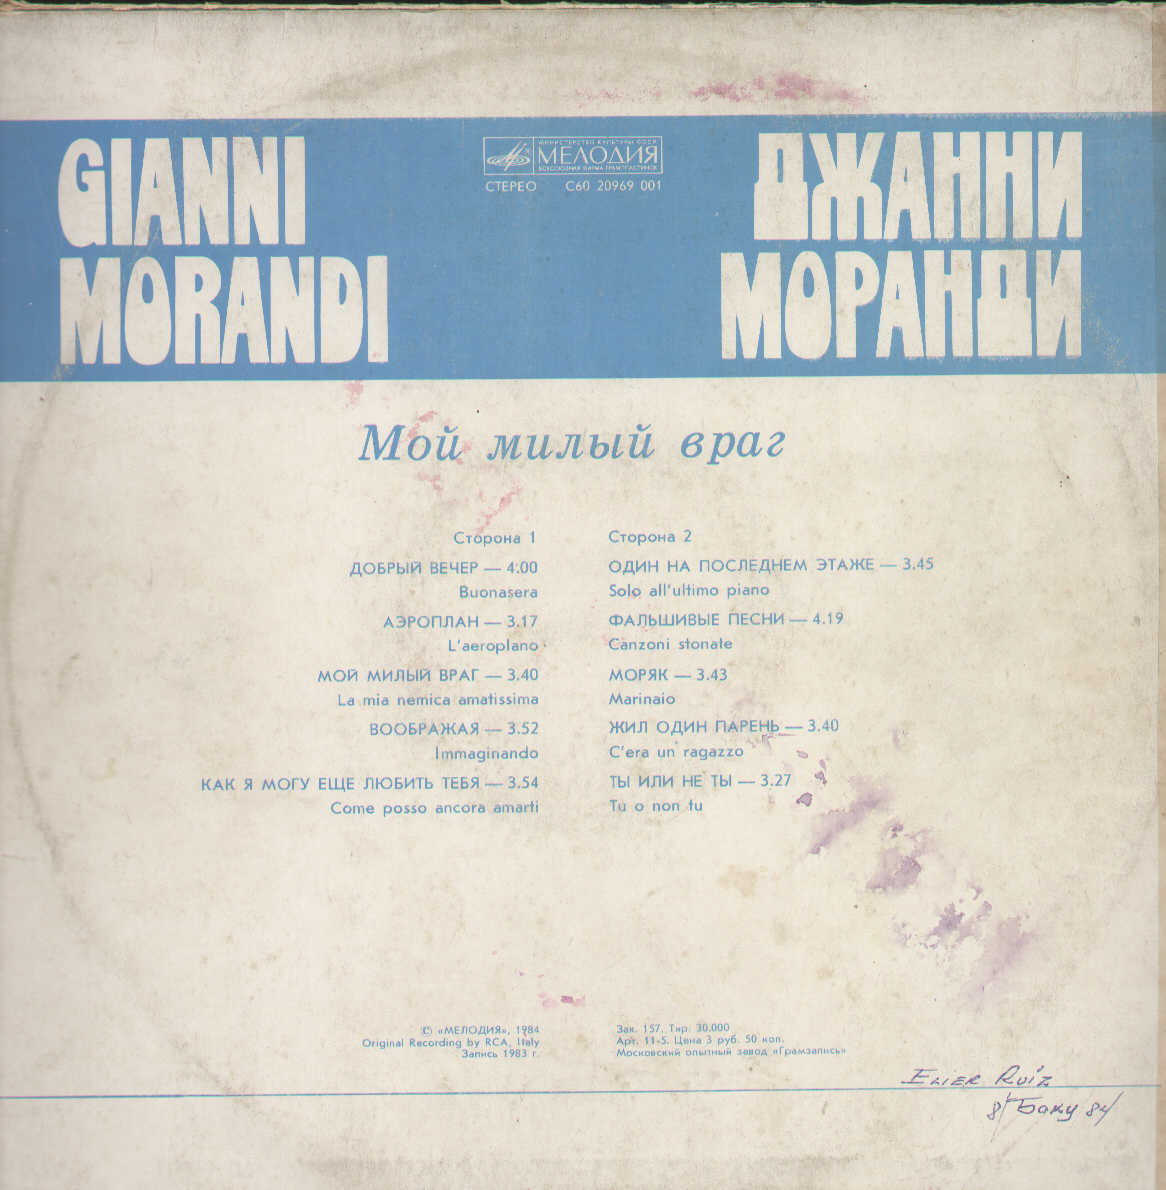 GIANNI
MORANDI
МИНИСТЕРСТВО КУЛЬТУРЫ СССР
МЕЛОДИЯ
ВСЕСОЮЗНАЯ ФИРМА ГРАМПЛАСТИНОК
СТЕРЕО С60 20969 001
ДЖАННИ
МОРАНДИ
Мой милый враг
Сторона 1
ДОБРЫЙ ВЕЧЕР — 4.00
Buonasera
АЭРОПЛАН — 3.17
L'aeroplano
МОЙ МИЛЫЙ ВРАГ — 3.40
La mia nemica amatissima
ВООБРАЖАЯ — 3.52
Immaginando
КАК Я МОГУ ЕЩЕ ЛЮБИТЬ ТЕБЯ — 3.54
Come posso ancora amarti
Сторона 2
ОДИН НА ПОСЛЕДНЕМ ЭТАЖЕ — 3.45
Solo all'ultimo piano
ФАЛЬШИВЫЕ ПЕСНИ — 4.19
Canzoni stonate
МОРЯК — 3.43
Marinaio
ЖИЛ ОДИН ПАРЕНЬ — 3.40
C'era un ragazzo
ТЫ ИЛИ НЕ ТЫ — 3.27
Tu o non tu
© «МЕЛОДИЯ», 1984
Original Recording by RCA, Italy
Запись 1983 г.
Зак. 157. Тир. 30.000
Арт. 11-5. Цена 3 руб. 50 коп.
Московский опытный завод «Грамзапись»
Elier Ruiz
Баку 84